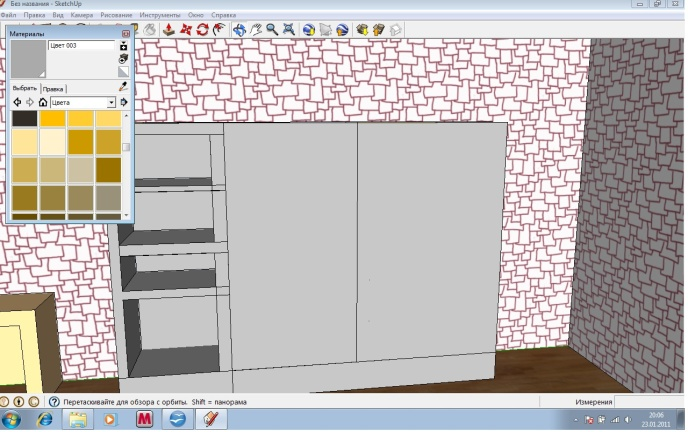 Без названия - SketchUp
Файл Правка Вид Камера Рисование Инструменты Окно Справка
Материалы
Цвет 003
Выбрать Правка
Цвета
Перетаскивайте для обзора с орбиты. Shift = панорама
Измерения
20:06
23.01.2011